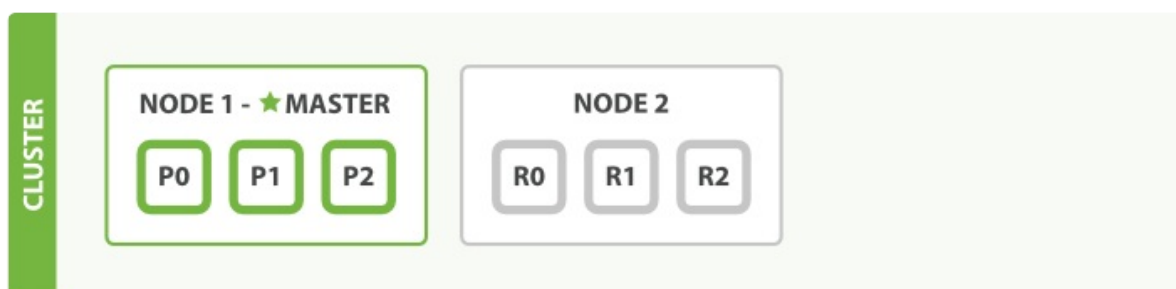 CLUSTER
NODE 1 - ★ MASTER
P0 P1 P2
NODE 2
R0 R1 R2